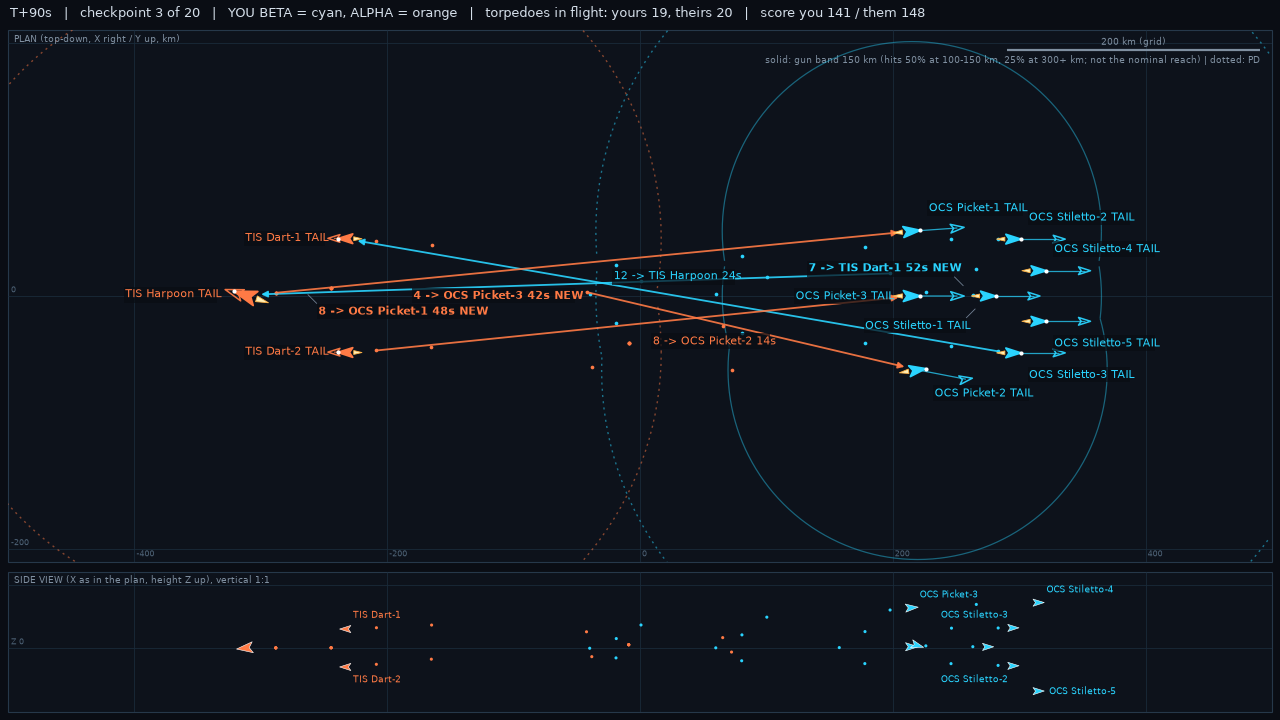 T+90s | checkpoint 3 of 20 | YOU BETA = cyan, ALPHA = orange | torpedoes in flight: yours 19, theirs 20 | score you 141 / them 148
PLAN (top-down, X right / Y up, km)
200 km (grid)
solid: gun band 150 km (hits 50% at 100-150 km, 25% at 300+ km; not the nominal reach) | dotted: PD
OCS Picket-1 TAIL
OCS Stiletto-2 TAIL
TIS Dart-1 TAIL
OCS Stiletto-4 TAIL
7 -> TIS Dart-1 52s NEW
12 -> TIS Harpoon 24s
0
TIS Harpoon TAIL
4 -> OCS Picket-3 42s NEW
OCS Picket-3 TAIL
8 -> OCS Picket-1 48s NEW
OCS Stiletto-1 TAIL
8 -> OCS Picket-2 14s
OCS Stiletto-5 TAIL
TIS Dart-2 TAIL
OCS Stiletto-3 TAIL
OCS Picket-2 TAIL
-200
-400
-200
0
200
400
SIDE VIEW (X as in the plan, height Z up), vertical 1:1
OCS Stiletto-4
OCS Picket-3
TIS Dart-1
OCS Stiletto-3
Z 0
TIS Dart-2
OCS Stiletto-2
OCS Stiletto-5